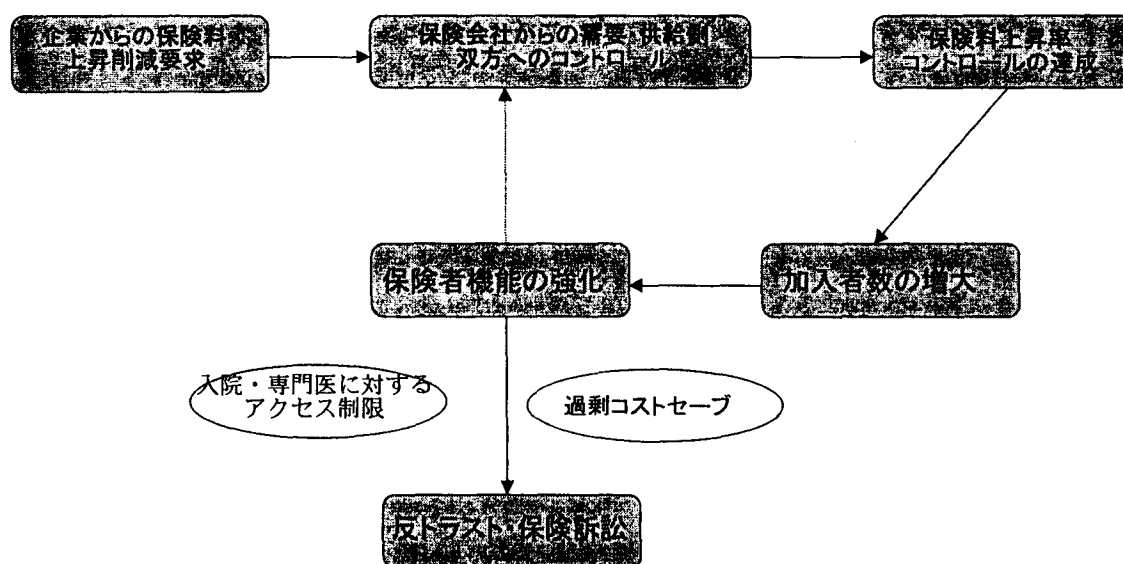 企業からの保険料
上昇削減要求
保険会社からの需要・供給側
双方へのコントロール
保険料上昇率
コントロールの達成
保険者機能の強化
加入者数の増大
入院・専門医に対する
アクセス制限
過剰コストセーブ
反トラスト・保険訴訟